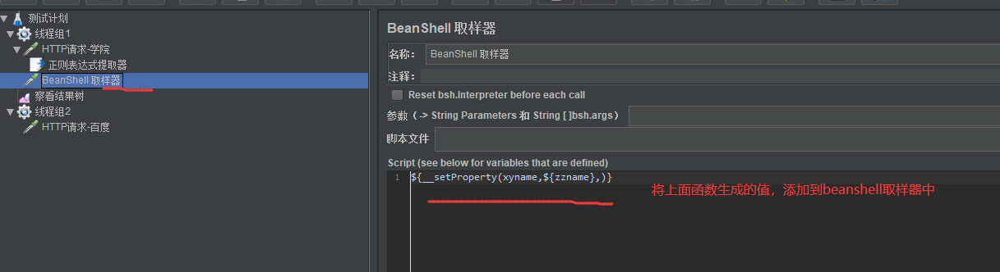 测试计划
线程组1
HTTP请求-学院
正则表达式提取器
BeanShell 取样器
察看结果树
线程组2
HTTP请求-百度
BeanShell 取样器
名称： BeanShell 取样器
注释：
Reset bsh.Interpreter before each call
参数（-> String Parameters 和 String [ ]bsh.args）
脚本文件
Script (see below for variables that are defined)
1 ${__setProperty(xyname,${zzname},)}
将上面函数生成的值，添加到beanshell取样器中